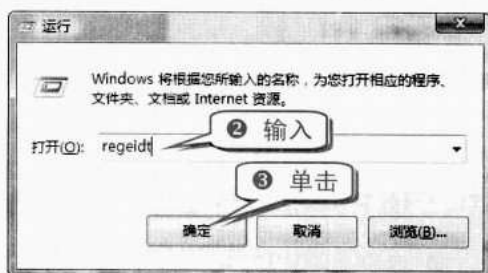 运行
Windows 将根据您所输入的名称，为您打开相应的程序、
文件夹、文档或 Internet 资源。
❷ 输入
打开(O): regeidt
❸ 单击
确定 取消 浏览(B)...